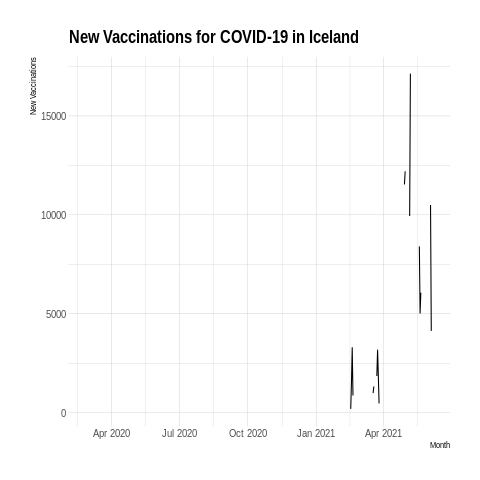 New Vaccinations for COVID-19 in Iceland
New Vaccinations
15000
10000
5000
0
Apr 2020 Jul 2020 Oct 2020 Jan 2021 Apr 2021
Month